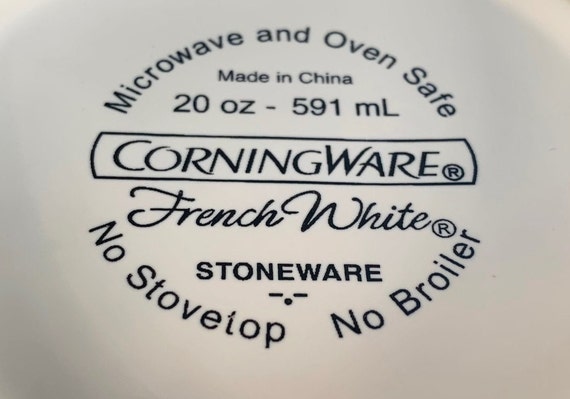 Microwave and Oven Safe
Made in China
20 oz - 591 mL
CORNINGWARE®
French White®
STONEWARE
No Stovetop No Broiler